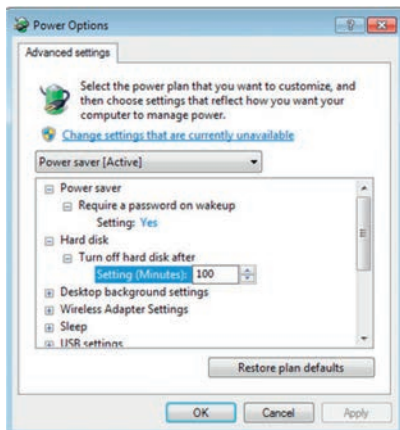 Power Options
Advanced settings
Select the power plan that you want to customize, and
then choose settings that reflect how you want your
computer to manage power.
Change settings that are currently unavailable
Power saver [Active]
Power saver
Require a password on wakeup
Setting: Yes
Hard disk
Turn off hard disk after
Setting (Minutes): 100
Desktop background settings
Wireless Adapter Settings
Sleep
USB settings
Restore plan defaults
OK Cancel Apply